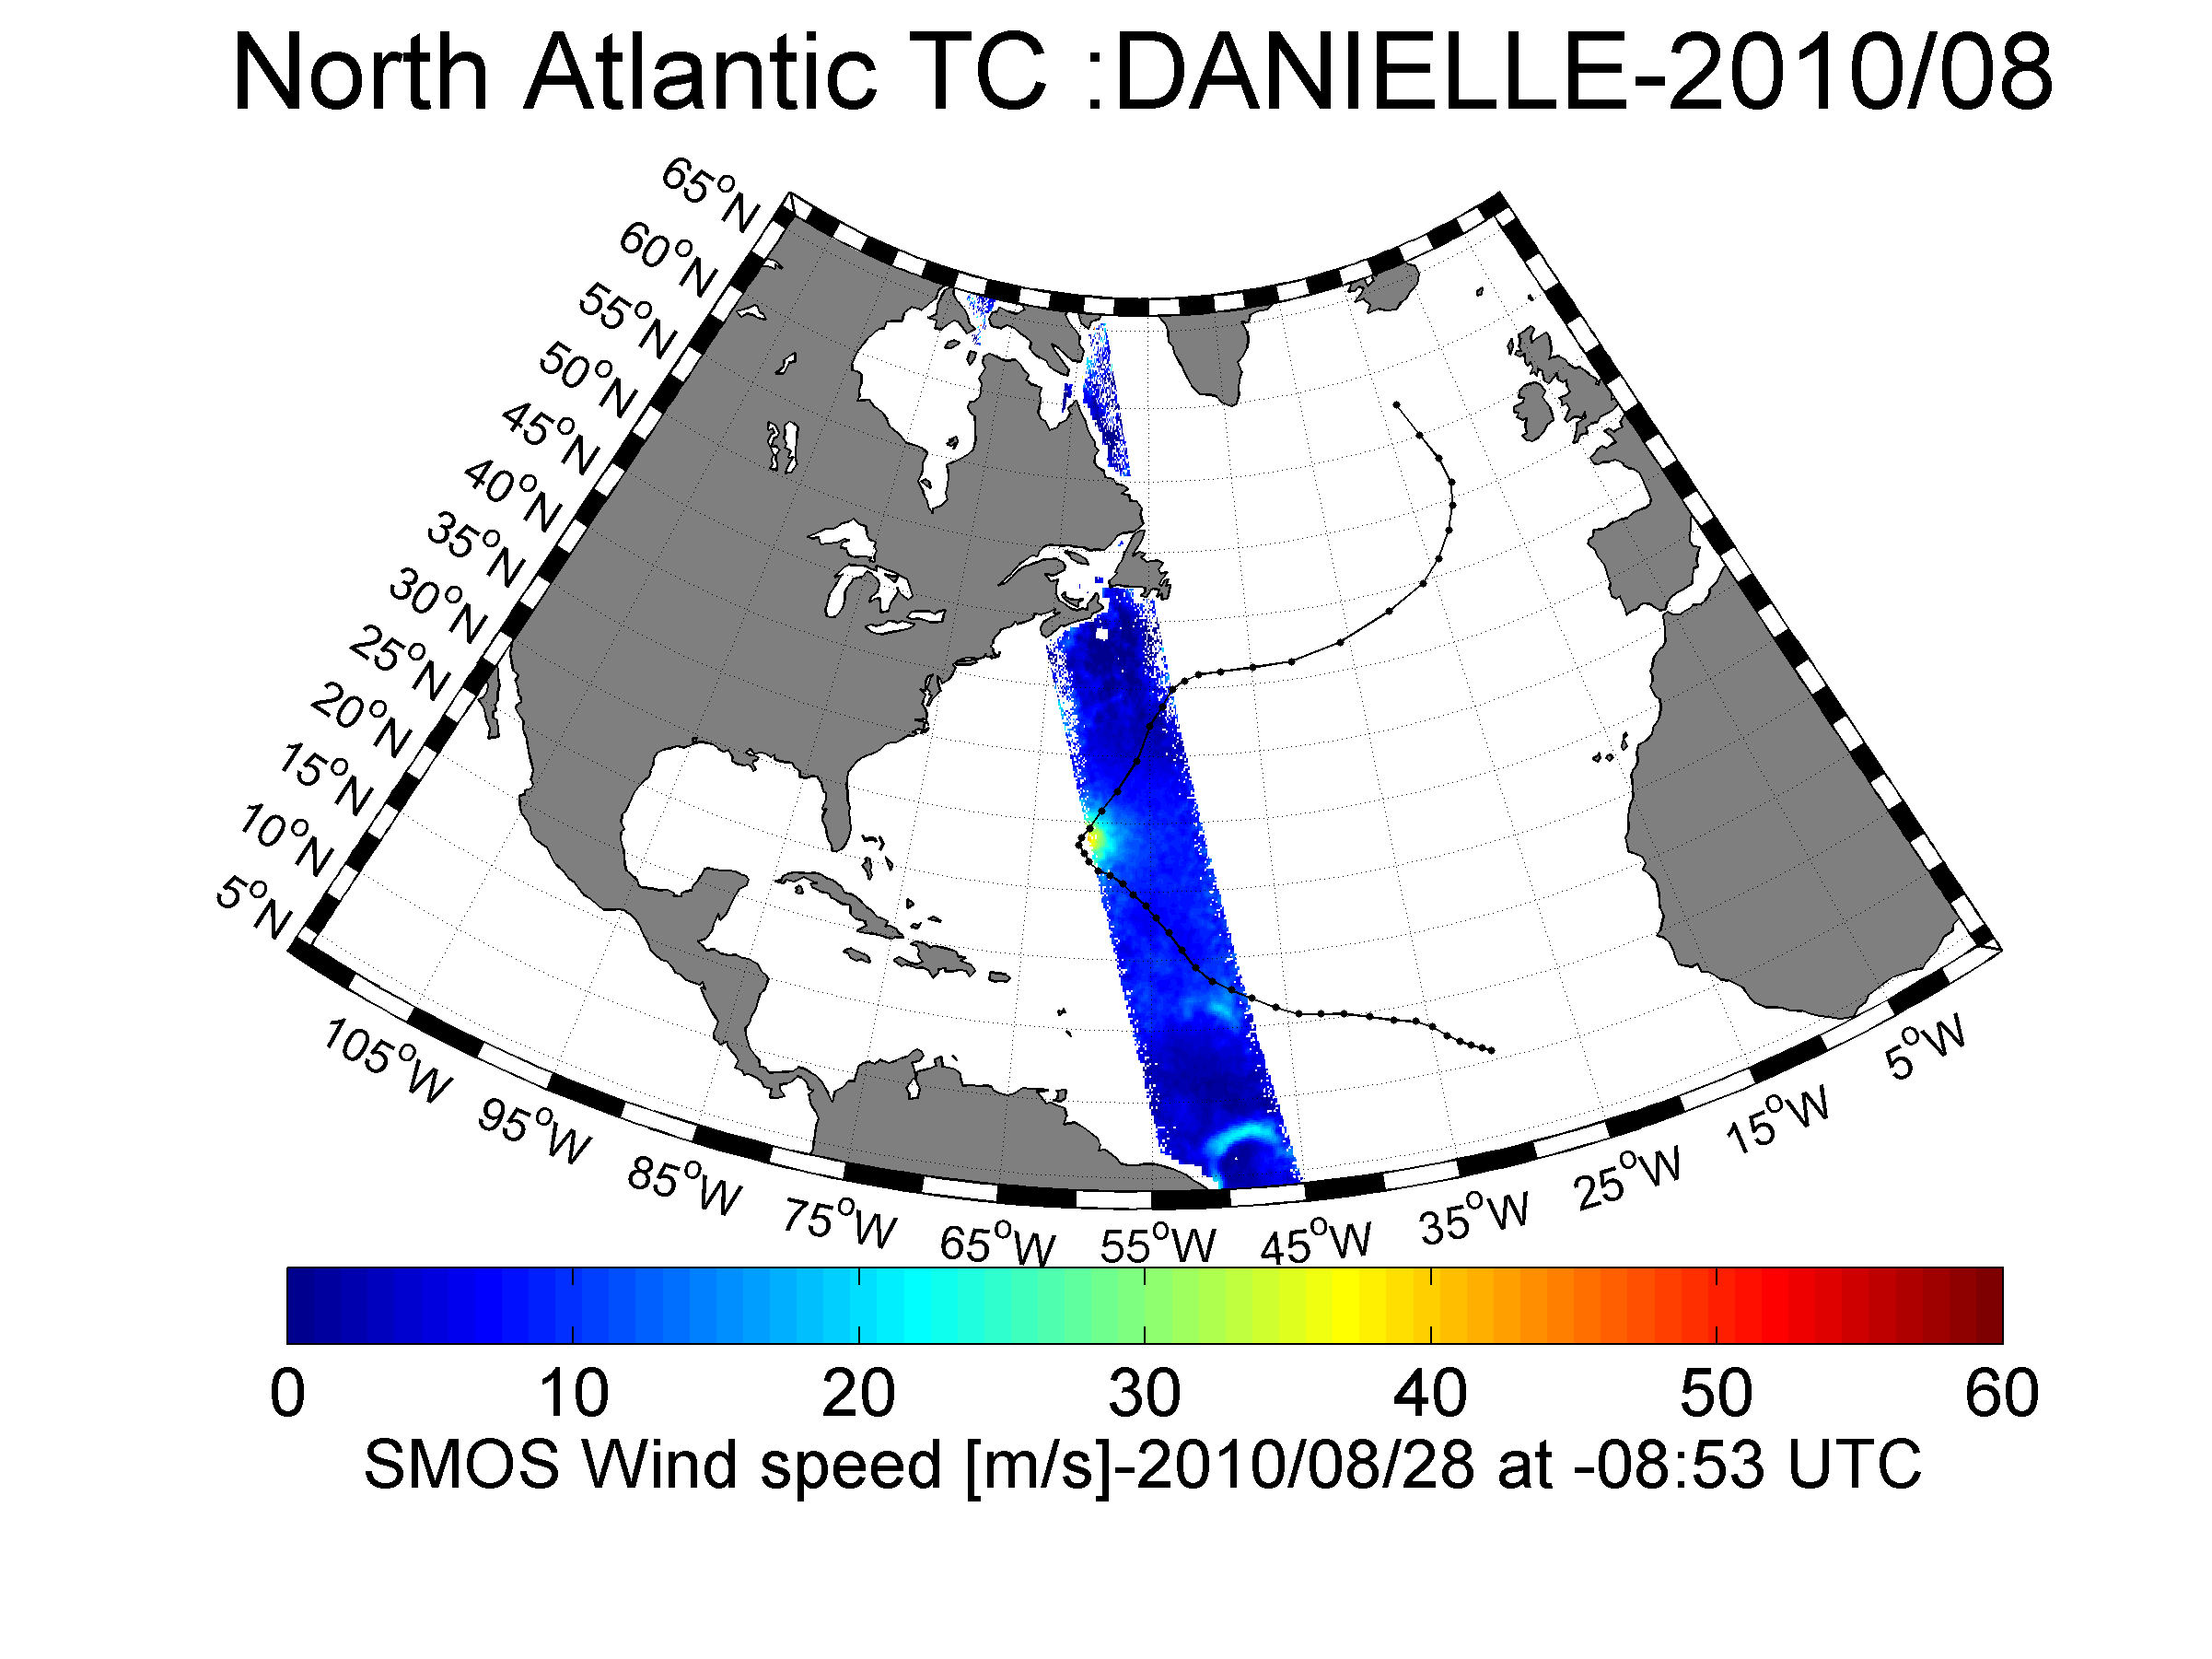 North Atlantic TC :DANIELLE-2010/08
65°N
60°N
55°N
50°N
45°N
40°N
35°N
30°N
25°N
20°N
15°N
10°N
5°N
105°W
95°W
85°W
75°W
65°W
55°W
45°W
35°W
25°W
15°W
5°W
0 10 20 30 40 50 60
SMOS Wind speed [m/s]-2010/08/28 at -08:53 UTC